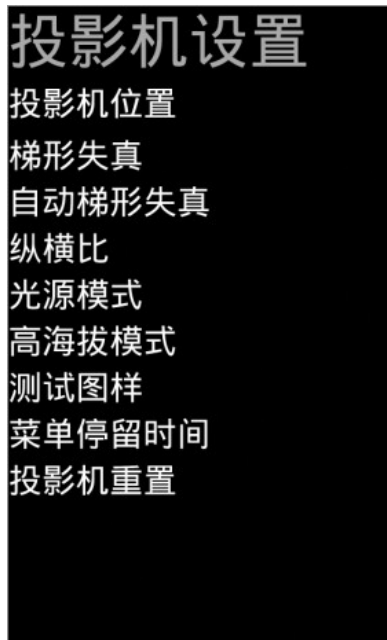 投影机设置
投影机位置
梯形失真
自动梯形失真
纵横比
光源模式
高海拔模式
测试图样
菜单停留时间
投影机重置